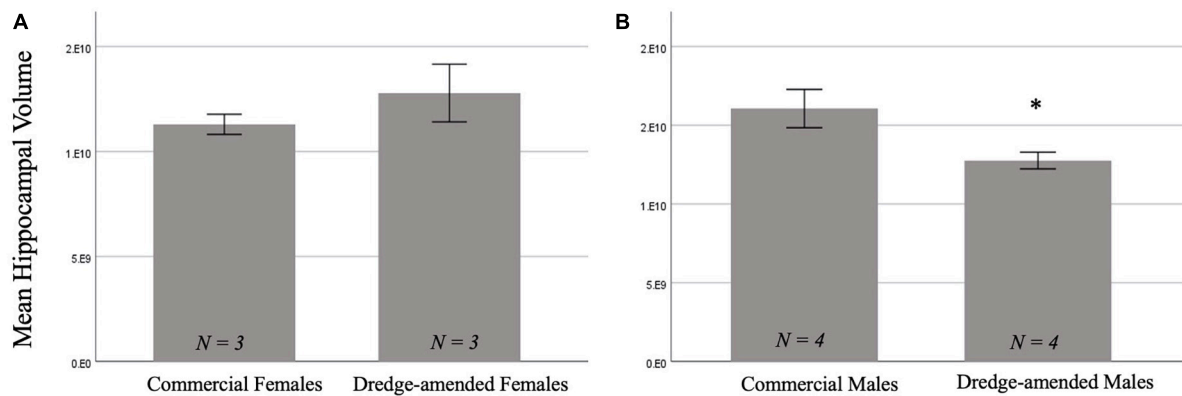 A
Mean Hippocampal Volume
2.E10
1.E10
5.E9
0.E0
N = 3
N = 3
Commercial Females
Dredge-amended Females
B
2.E10
2.E10
1.E10
5.E9
0.E0
*
N = 4
N = 4
Commercial Males
Dredge-amended Males